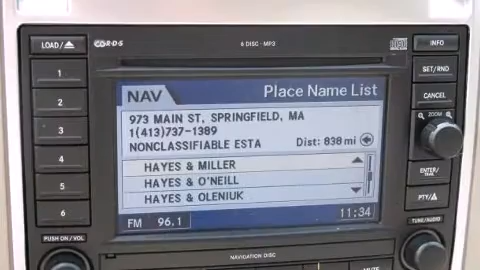 LOAD/
R·D·S
6 DISC · MP3
INFO
1
2
3
4
5
6
SET/RND
CANCEL
ZOOM
ENTER/
PTY/
TUNE/AUDIO
PUSH ON/VOL
NAV
Place Name List
973 MAIN ST, SPRINGFIELD, MA
1(413)737-1389
NONCLASSIFIABLE ESTA
Dist: 838 mi
HAYES & MILLER
HAYES & O'NEILL
HAYES & OLENIUK
FM 96.1
11:34
NAVIGATION DISC
MUTE